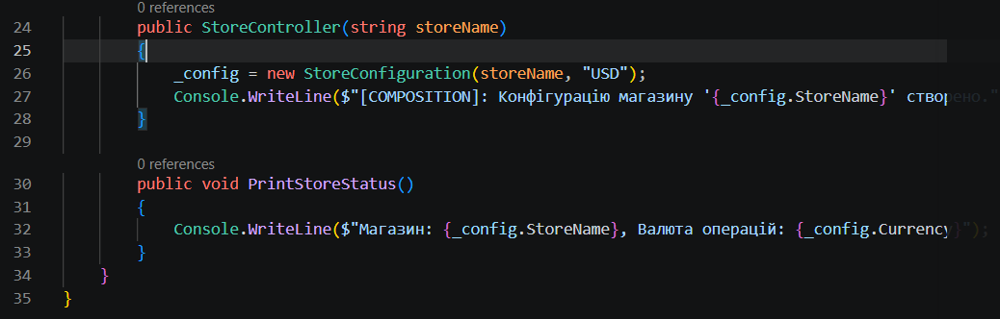 0 references
24 public StoreController(string storeName)
25 {
26 _config = new StoreConfiguration(storeName, "USD");
27 Console.WriteLine($"[COMPOSITION]: Конфігурацію магазину '{_config.StoreName}' створено."
28 }
29
0 references
30 public void PrintStoreStatus()
31 {
32 Console.WriteLine($"Магазин: {_config.StoreName}, Валюта операцій: {_config.Currency}");
33 }
34 }
35 }